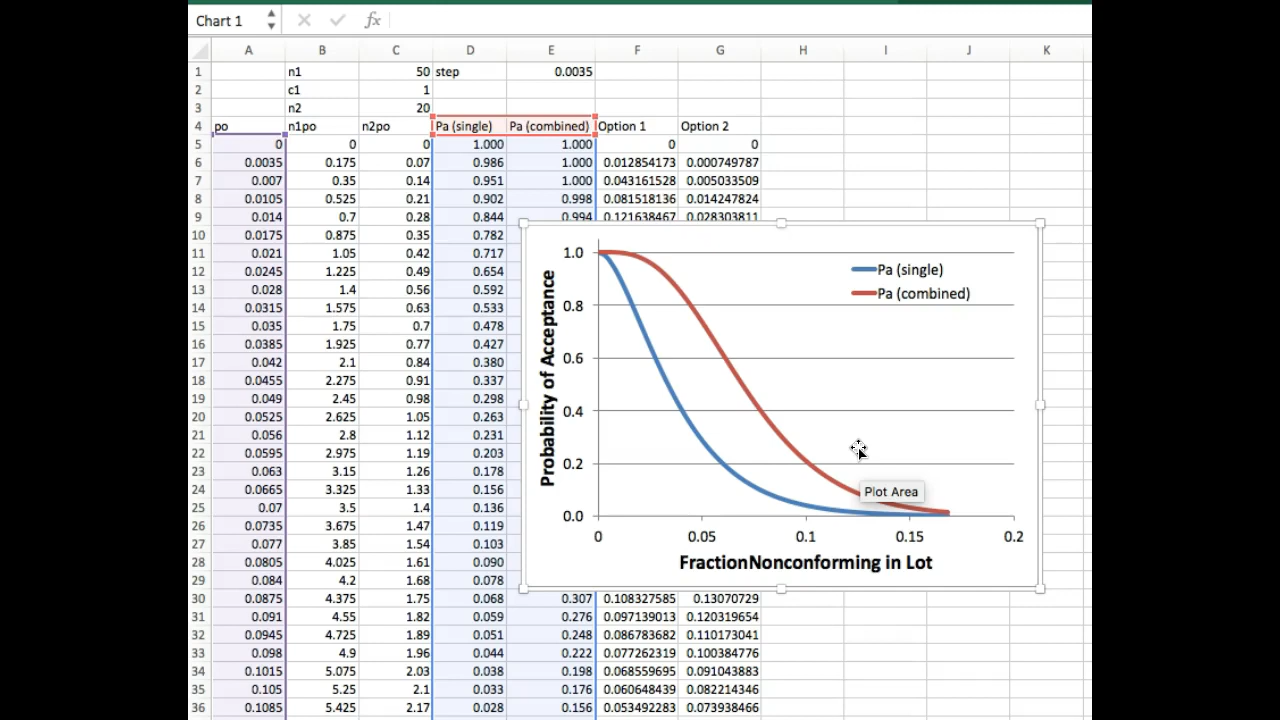 Chart 1 fx
A B C D E F G H I J K
1 n1 50 step 0.0035
2 c1 1
3 n2 20
4 po n1po n2po Pa (single) Pa (combined) Option 1 Option 2
5 0 0 0 1.000 1.000 0 0
6 0.0035 0.175 0.07 0.986 1.000 0.012854173 0.000749787
7 0.007 0.35 0.14 0.951 1.000 0.043161528 0.005033509
8 0.0105 0.525 0.21 0.902 0.998 0.081518136 0.014247824
9 0.014 0.7 0.28 0.844 0.994 0.121638467 0.028303811
10 0.0175 0.875 0.35 0.782
11 0.021 1.05 0.42 0.717
12 0.0245 1.225 0.49 0.654
13 0.028 1.4 0.56 0.592
14 0.0315 1.575 0.63 0.533
15 0.035 1.75 0.7 0.478
16 0.0385 1.925 0.77 0.427
17 0.042 2.1 0.84 0.380
18 0.0455 2.275 0.91 0.337
19 0.049 2.45 0.98 0.298
20 0.0525 2.625 1.05 0.263
21 0.056 2.8 1.12 0.231
22 0.0595 2.975 1.19 0.203
23 0.063 3.15 1.26 0.178
24 0.0665 3.325 1.33 0.156
25 0.07 3.5 1.4 0.136
26 0.0735 3.675 1.47 0.119
27 0.077 3.85 1.54 0.103
28 0.0805 4.025 1.61 0.090
29 0.084 4.2 1.68 0.078
30 0.0875 4.375 1.75 0.068 0.307 0.108327585 0.13070729
31 0.091 4.55 1.82 0.059 0.276 0.097139013 0.120319654
32 0.0945 4.725 1.89 0.051 0.248 0.086783682 0.110173041
33 0.098 4.9 1.96 0.044 0.222 0.077262319 0.100384776
34 0.1015 5.075 2.03 0.038 0.198 0.068559695 0.091043883
35 0.105 5.25 2.1 0.033 0.176 0.060648439 0.082214346
36 0.1085 5.425 2.17 0.028 0.156 0.053492283 0.073938466
Probability of Acceptance
1.0
0.8
0.6
0.4
0.2
0.0
Pa (single)
Pa (combined)
Plot Area
0 0.05 0.1 0.15 0.2
FractionNonconforming in Lot